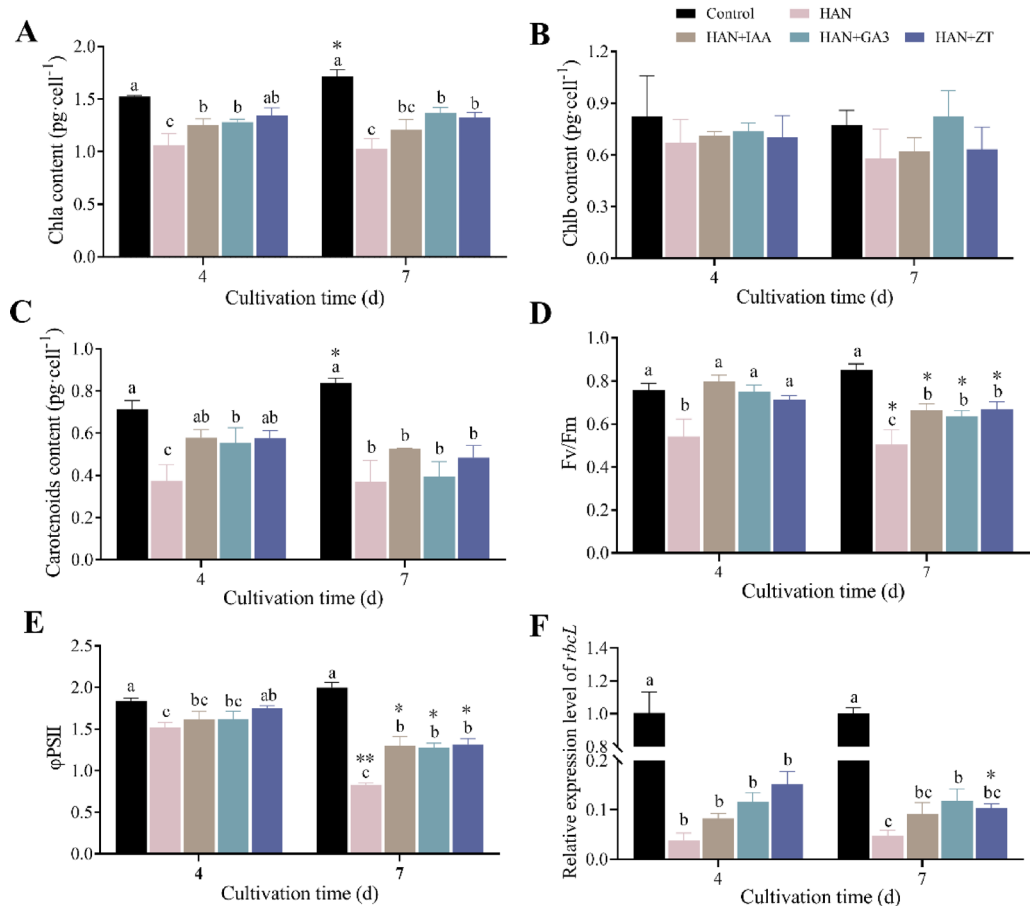 Control
HAN
HAN+IAA
HAN+GA3
HAN+ZT
A
Chla content (pg·cell⁻¹)
2.0
1.5
1.0
1.5
0.0
a
c
b
b
ab
*
a
c
bc
b
b
4
7
Cultivation time (d)
B
Chlb content (pg·cell⁻¹)
1.2
0.9
0.6
0.3
0.0
4
7
Cultivation time (d)
C
Carotenoids content (pg·cell⁻¹)
1.0
0.8
0.6
0.4
0.2
0.0
a
c
ab
b
ab
*
a
b
b
b
b
4
7
Cultivation time (d)
D
Fv/Fm
1.0
0.8
0.6
0.4
0.2
0.0
a
b
a
a
a
a
*
c
*
b
*
b
*
b
4
7
Cultivation time (d)
E
φPSII
2.5
2.0
1.5
1.0
0.5
0.0
a
c
bc
bc
ab
a
**
c
*
b
*
b
*
b
4
7
Cultivation time (d)
F
Relative expression level of rbcL
1.4
1.2
1.0
0.8
0.2
0.1
0.0
a
b
b
b
b
a
c
bc
b
*
bc
4
7
Cultivation time (d)